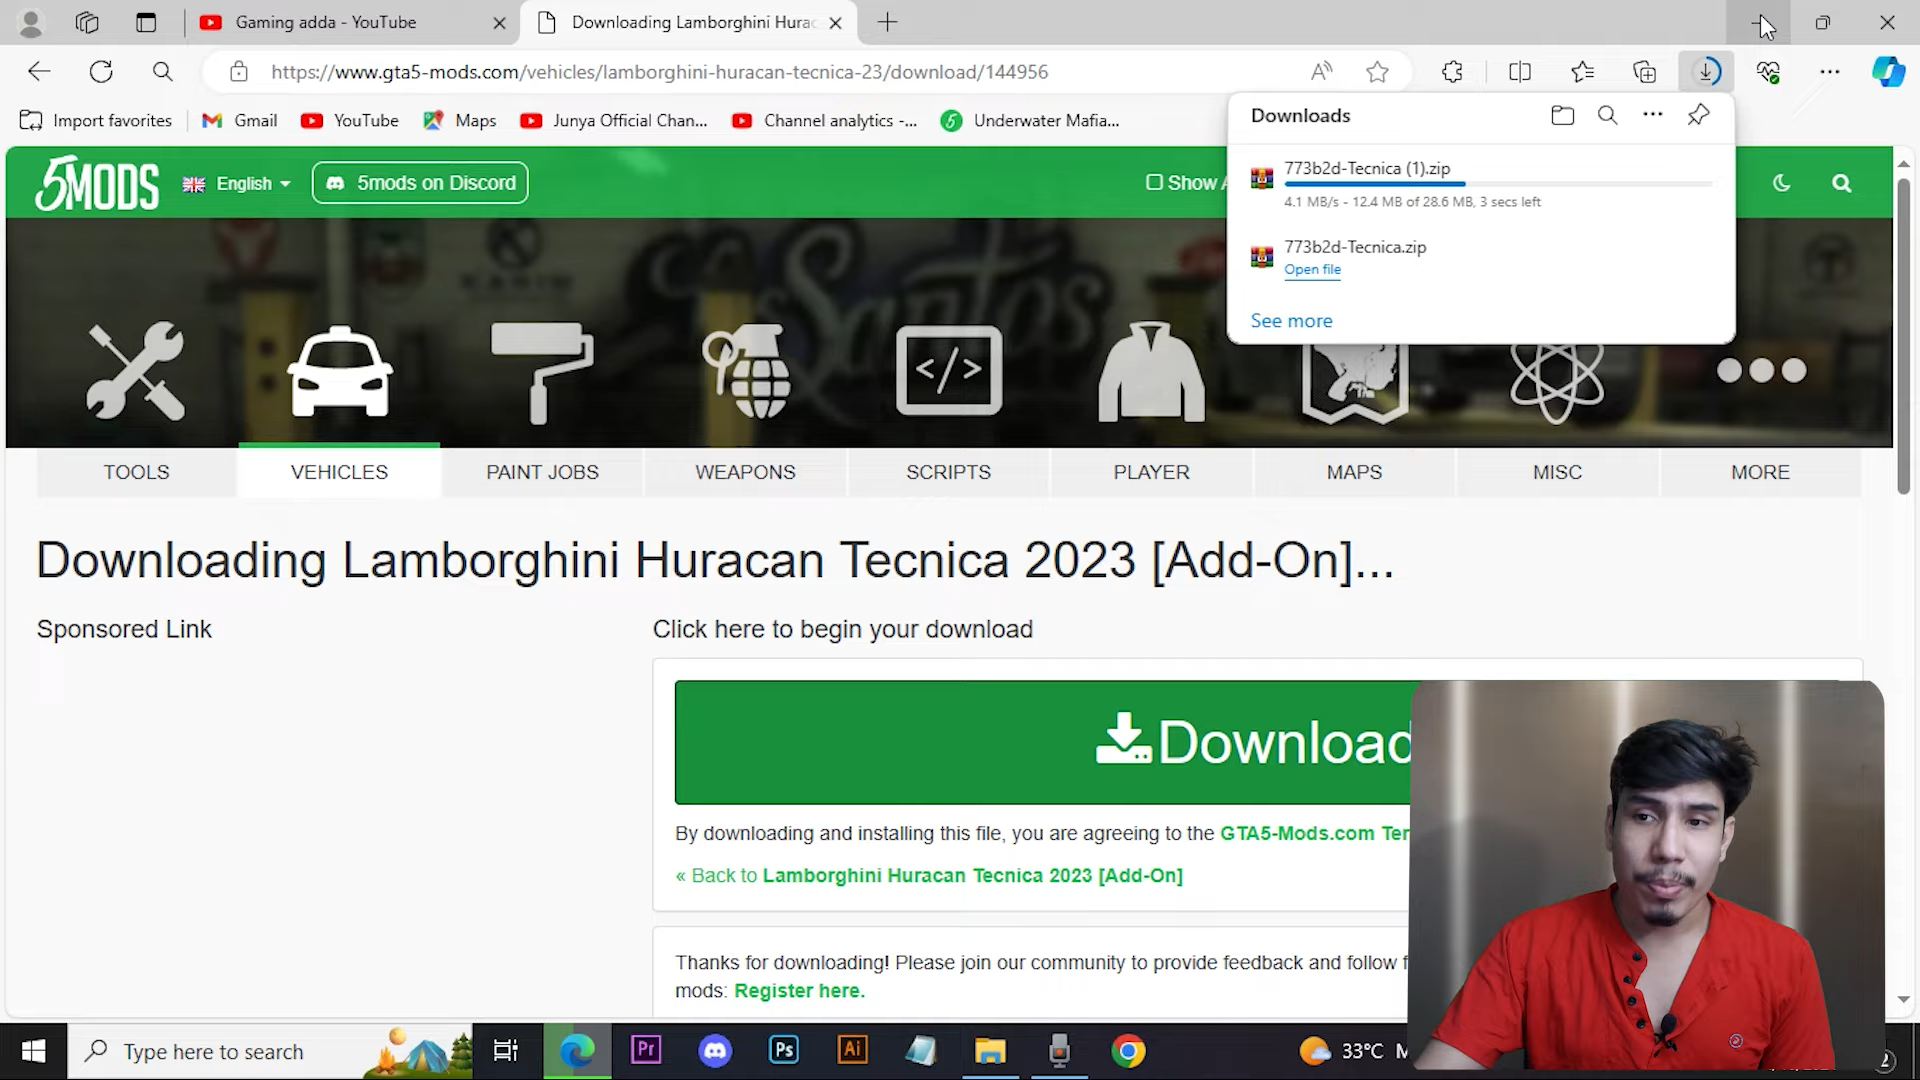 Gaming adda - YouTube
Downloading Lamborghini Hurac
https://www.gta5-mods.com/vehicles/lamborghini-huracan-tecnica-23/download/144956
Import favorites
Gmail
YouTube
Maps
Junya Official Chan...
Channel analytics -...
Underwater Mafia...
Downloads
773b2d-Tecnica (1).zip
4.1 MB/s - 12.4 MB of 28.6 MB, 3 secs left
773b2d-Tecnica.zip
Open file
See more
5MODS
English
5mods on Discord
Show A
Los Santos
TOOLS
VEHICLES
PAINT JOBS
WEAPONS
SCRIPTS
PLAYER
MAPS
MISC
MORE
Downloading Lamborghini Huracan Tecnica 2023 [Add-On]...
Sponsored Link
Click here to begin your download
Download
By downloading and installing this file, you are agreeing to the GTA5-Mods.com Ter
« Back to Lamborghini Huracan Tecnica 2023 [Add-On]
Thanks for downloading! Please join our community to provide feedback and follow f
mods: Register here.
Type here to search
Pr
Ps
Ai
33°C M
2